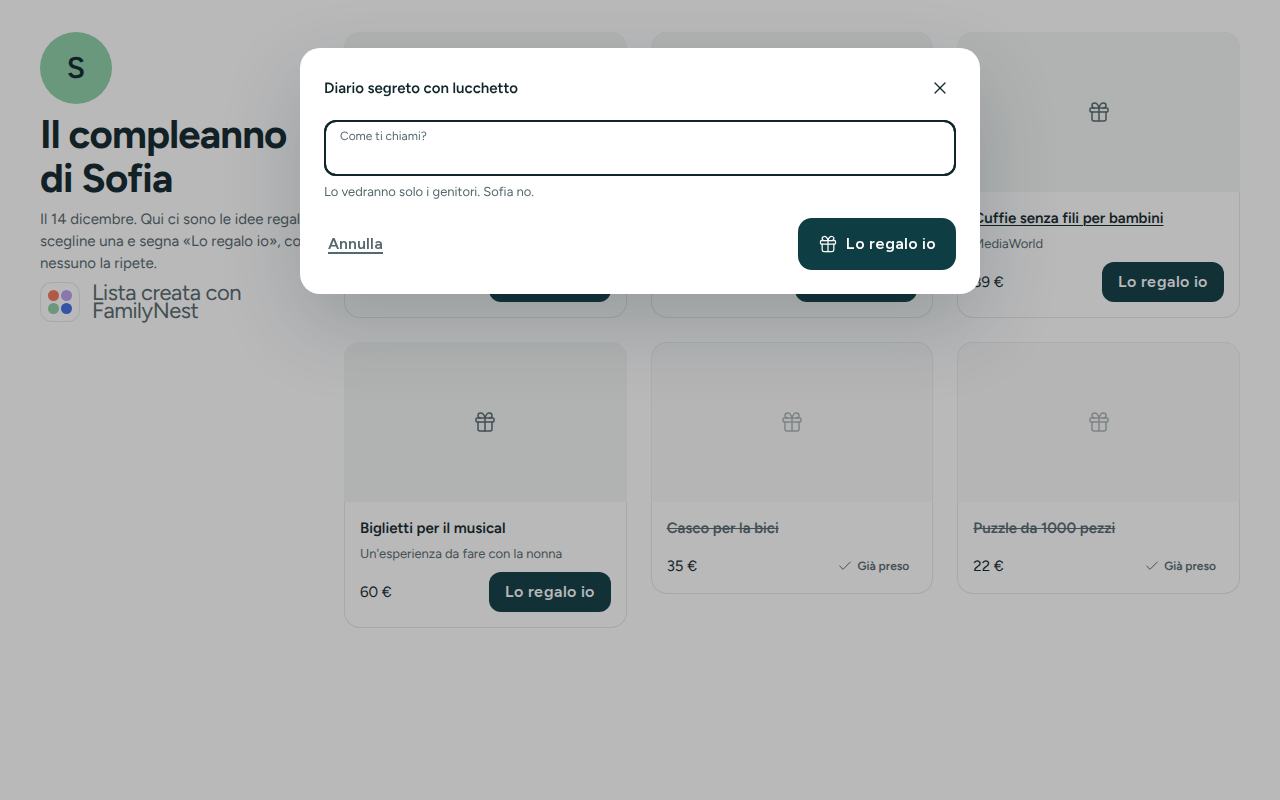 S
Il compleanno
di Sofia
Il 14 dicembre. Qui ci sono le idee regal
scegline una e segna «Lo regalo io», co
nessuno la ripete.
Lista creata con
FamilyNest
Diario segreto con lucchetto
Come ti chiami?
Lo vedranno solo i genitori. Sofia no.
Annulla
Lo regalo io
Cuffie senza fili per bambini
MediaWorld
39 €
Lo regalo io
Biglietti per il musical
Un'esperienza da fare con la nonna
60 €
Lo regalo io
Casco per la bici
35 €
Già preso
Puzzle da 1000 pezzi
22 €
Già preso